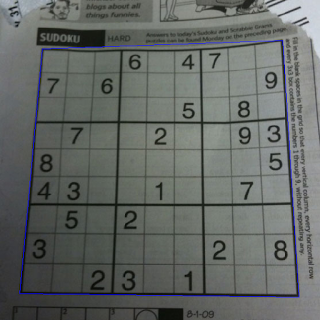 blogs about all
things funnies.
SUDOKU HARD
Answers to today's Sudoku and Scrabble Grams
puzzles can be found Monday on the preceding page.
6 4 7
7 6 9
5 8
7 2 9 3
8 5
4 3 1 7
5 2
3 2 8
2 3 1
Fill in the blank spaces in the grid so that every vertical column, every horizontal row
and every 3x3 box contains the numbers 1 through 9, without repeating any.
8-1-09